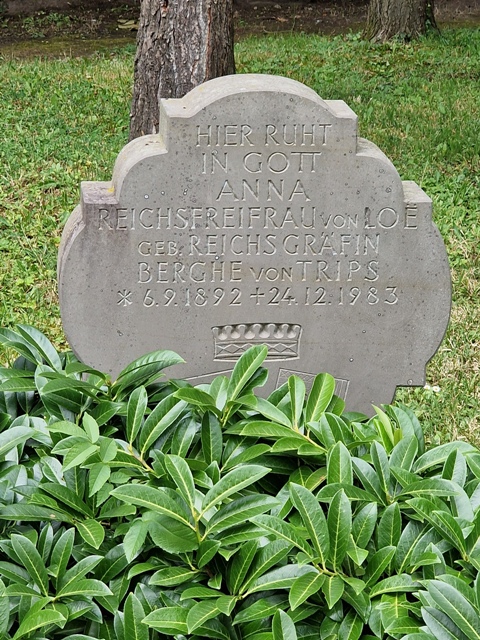 HIER RUHT
IN GOTT
ANNA
REICHSFREIFRAU VON LOË
GEB. REICHSGRÄFIN
BERGHE VON TRIPS
* 6.9.1892 + 24.12.1983